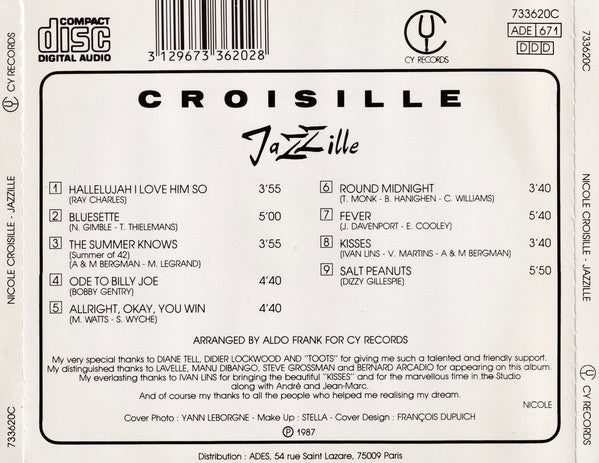 COMPACT
disc
DIGITAL AUDIO
3 129673 362028
CY RECORDS
733620C
ADE 671
DDD
CROISILLE
JaZZille
1 HALLELUJAH I LOVE HIM SO 3'55
(RAY CHARLES)
2 BLUESETTE 5'00
(N. GIMBLE - T. THIELEMANS)
3 THE SUMMER KNOWS 3'55
(Summer of 42)
(A & M BERGMAN - M. LEGRAND)
4 ODE TO BILLY JOE 4'40
(BOBBY GENTRY)
5 ALLRIGHT, OKAY, YOU WIN 4'40
(M. WATTS - S. WYCHE)
6 ROUND MIDNIGHT 3'40
(T. MONK - B. HANIGHEN - C. WILLIAMS)
7 FEVER 4'40
(J. DAVENPORT - E. COOLEY)
8 KISSES 3'40
(IVAN LINS - V. MARTINS - A & M BERGMAN)
9 SALT PEANUTS 5'50
(DIZZY GILLESPIE)
ARRANGED BY ALDO FRANK FOR CY RECORDS
My very special thanks to DIANE TELL, DIDIER LOCKWOOD AND "TOOTS" for giving me such a talented and friendly support.
My distinguished thanks to LAVELLE, MANU DIBANGO, STEVE GROSSMAN and BERNARD ARCADIO for appearing on this album.
My everlasting thanks to IVAN LINS for bringing the beautiful "KISSES" and for the marvellous time in the Studio
along with André and Jean-Marc.
And of course my thanks to all the people who helped me realising my dream.
NICOLE
Cover Photo : YANN LEBORGNE - Make Up : STELLA - Cover Design : FRANÇOIS DUPUICH
Ⓟ 1987
Distribution : ADES, 54 rue Saint Lazare, 75009 Paris
CY RECORDS
NICOLE CROISILLE - JAZZILLE
733620C
733620C
NICOLE CROISILLE - JAZZILLE
CY RECORDS